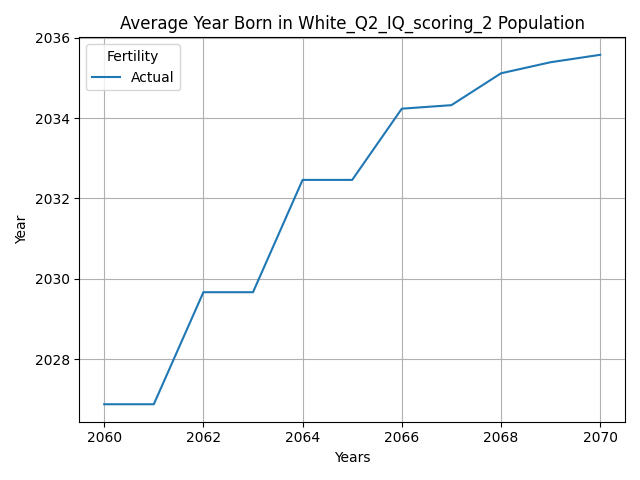 Average Year Born in White_Q2_IQ_scoring_2 Population
Fertility
Actual
2036
2034
2032
2030
2028
Year
2060 2062 2064 2066 2068 2070
Years